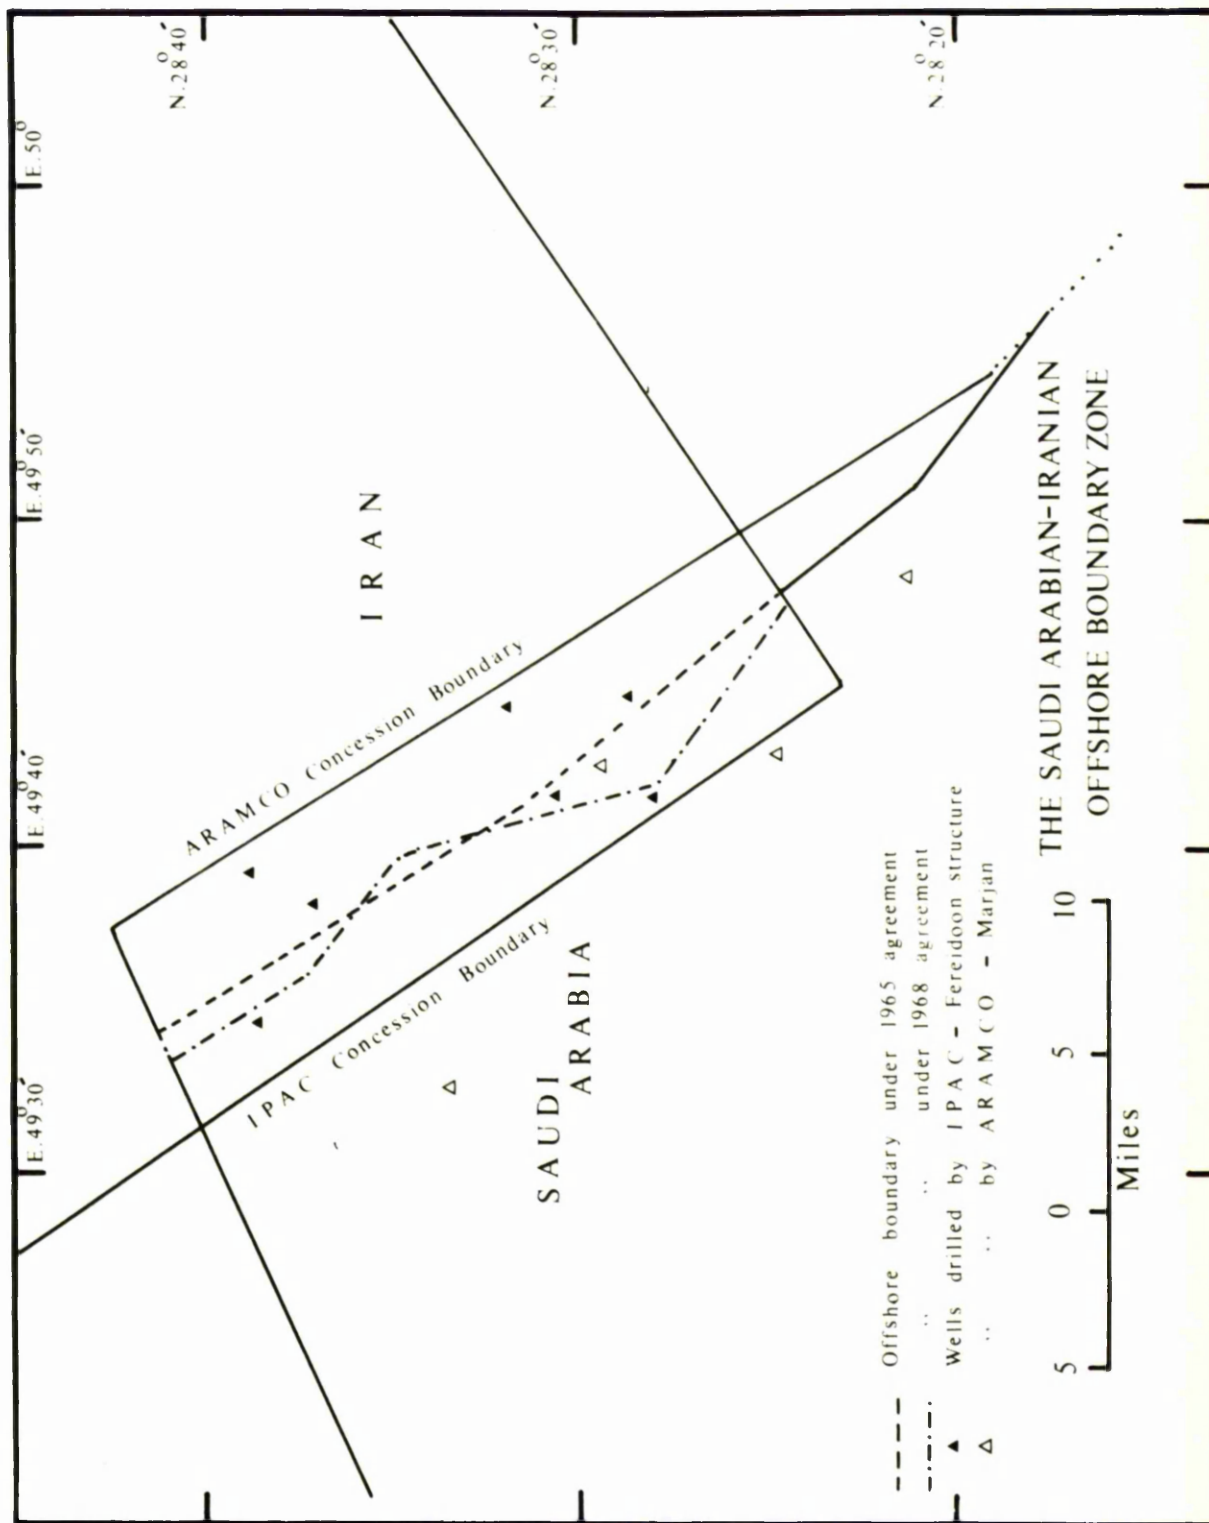 E.49°30′
E.49°40′
E.49°50′
E.50°
N.28°40′
N.28°30′
N.28°20′
IRAN
ARAMCO Concession Boundary
IPAC Concession Boundary
SAUDI
ARABIA
Offshore boundary under 1965 agreement
.. .. under 1968 agreement
Wells drilled by IPAC – Fereidoon structure
.. .. by ARAMCO – Marjan
THE SAUDI ARABIAN–IRANIAN
OFFSHORE BOUNDARY ZONE
5 0 5 10
Miles